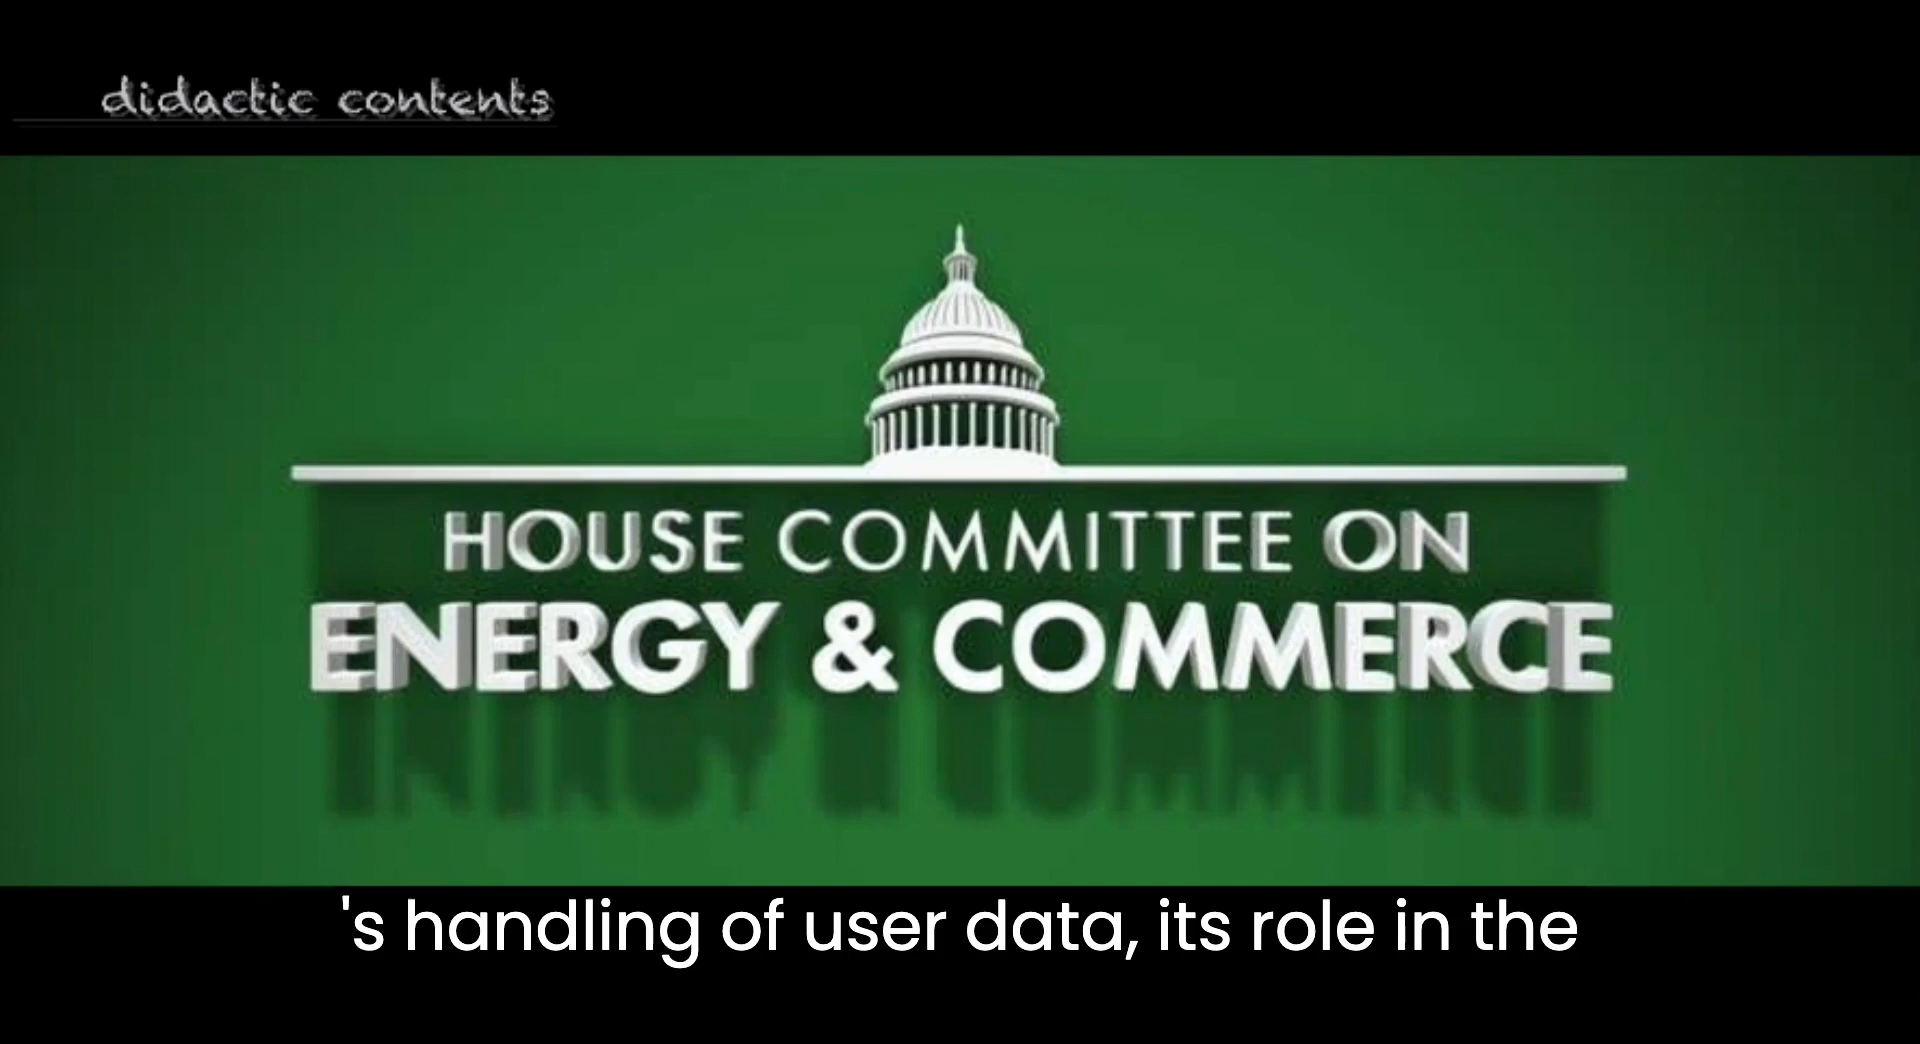 didactic contents
HOUSE COMMITTEE ON
ENERGY & COMMERCE
's handling of user data, its role in the